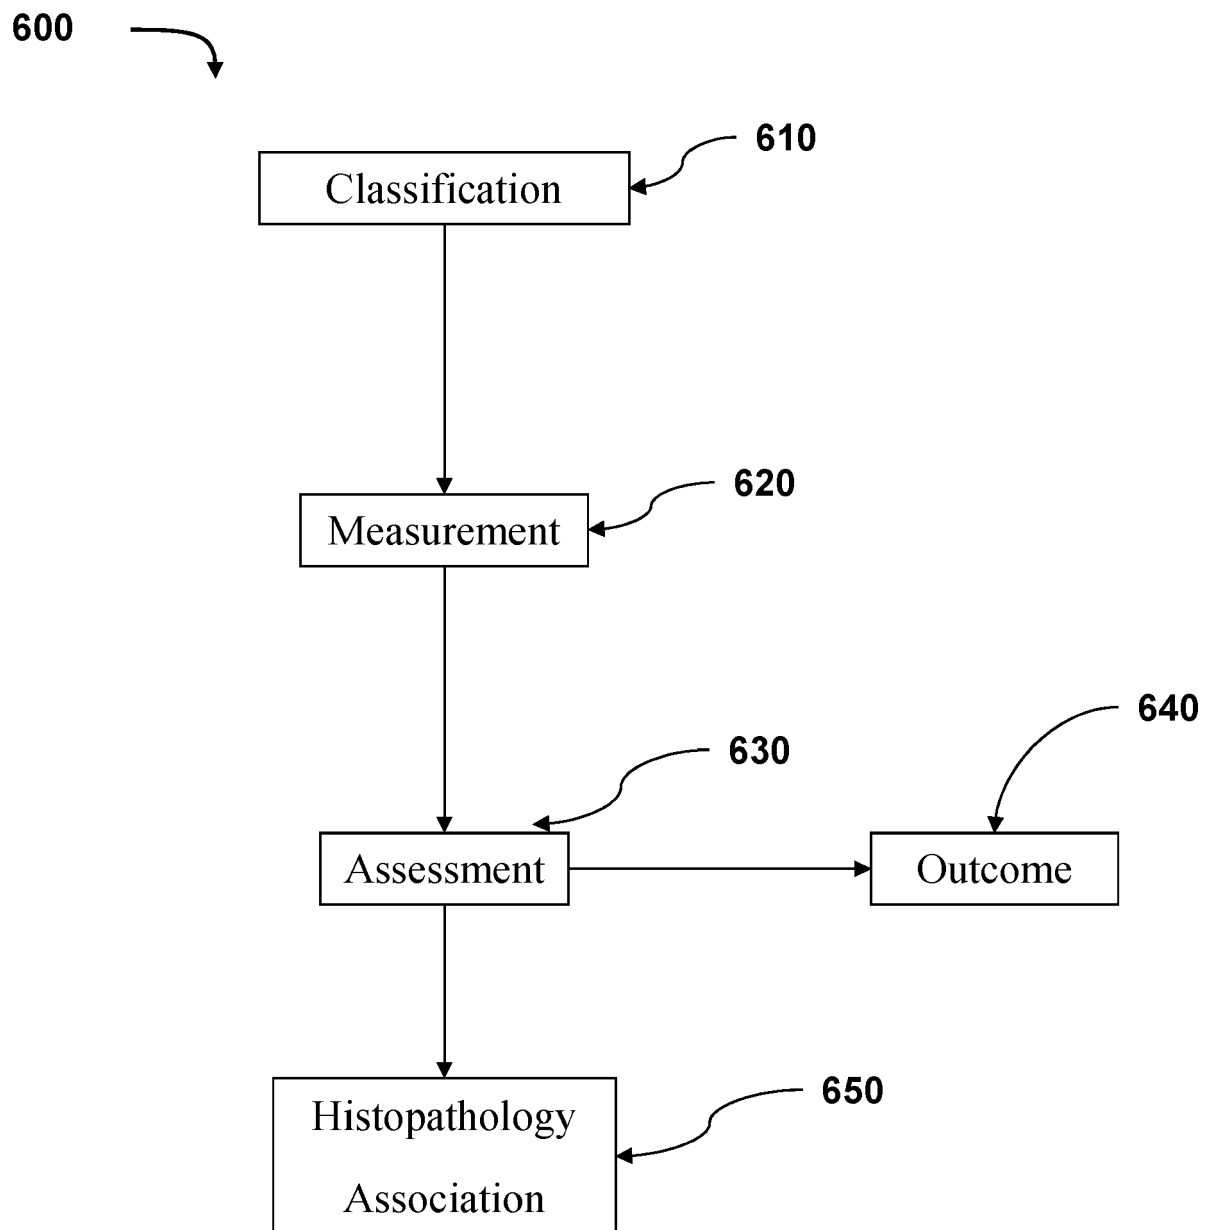 600
610
Classification
620
Measurement
640
630
Assessment
Outcome
650
Histopathology
Association